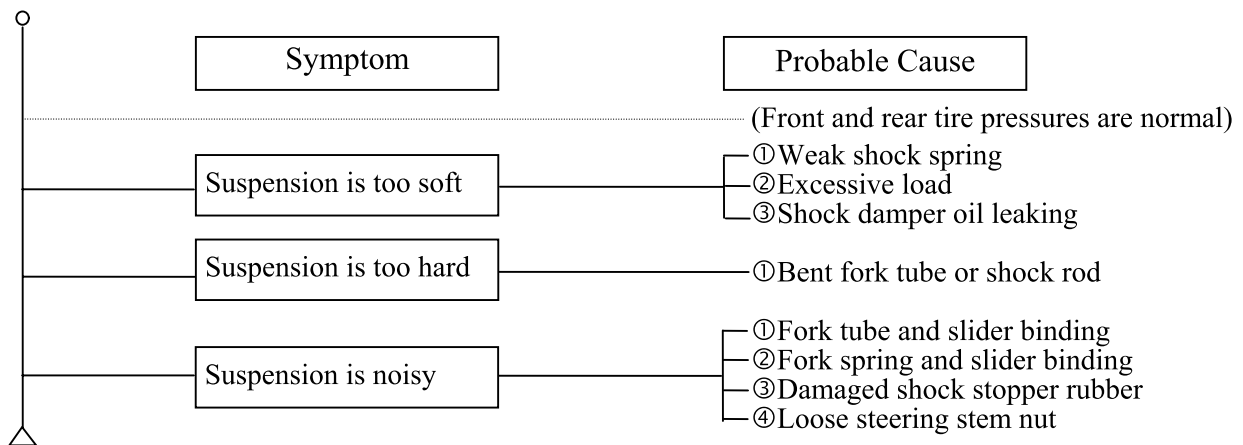 Symptom
Probable Cause
(Front and rear tire pressures are normal)
Suspension is too soft
①Weak shock spring
②Excessive load
③Shock damper oil leaking
Suspension is too hard
①Bent fork tube or shock rod
Suspension is noisy
①Fork tube and slider binding
②Fork spring and slider binding
③Damaged shock stopper rubber
④Loose steering stem nut